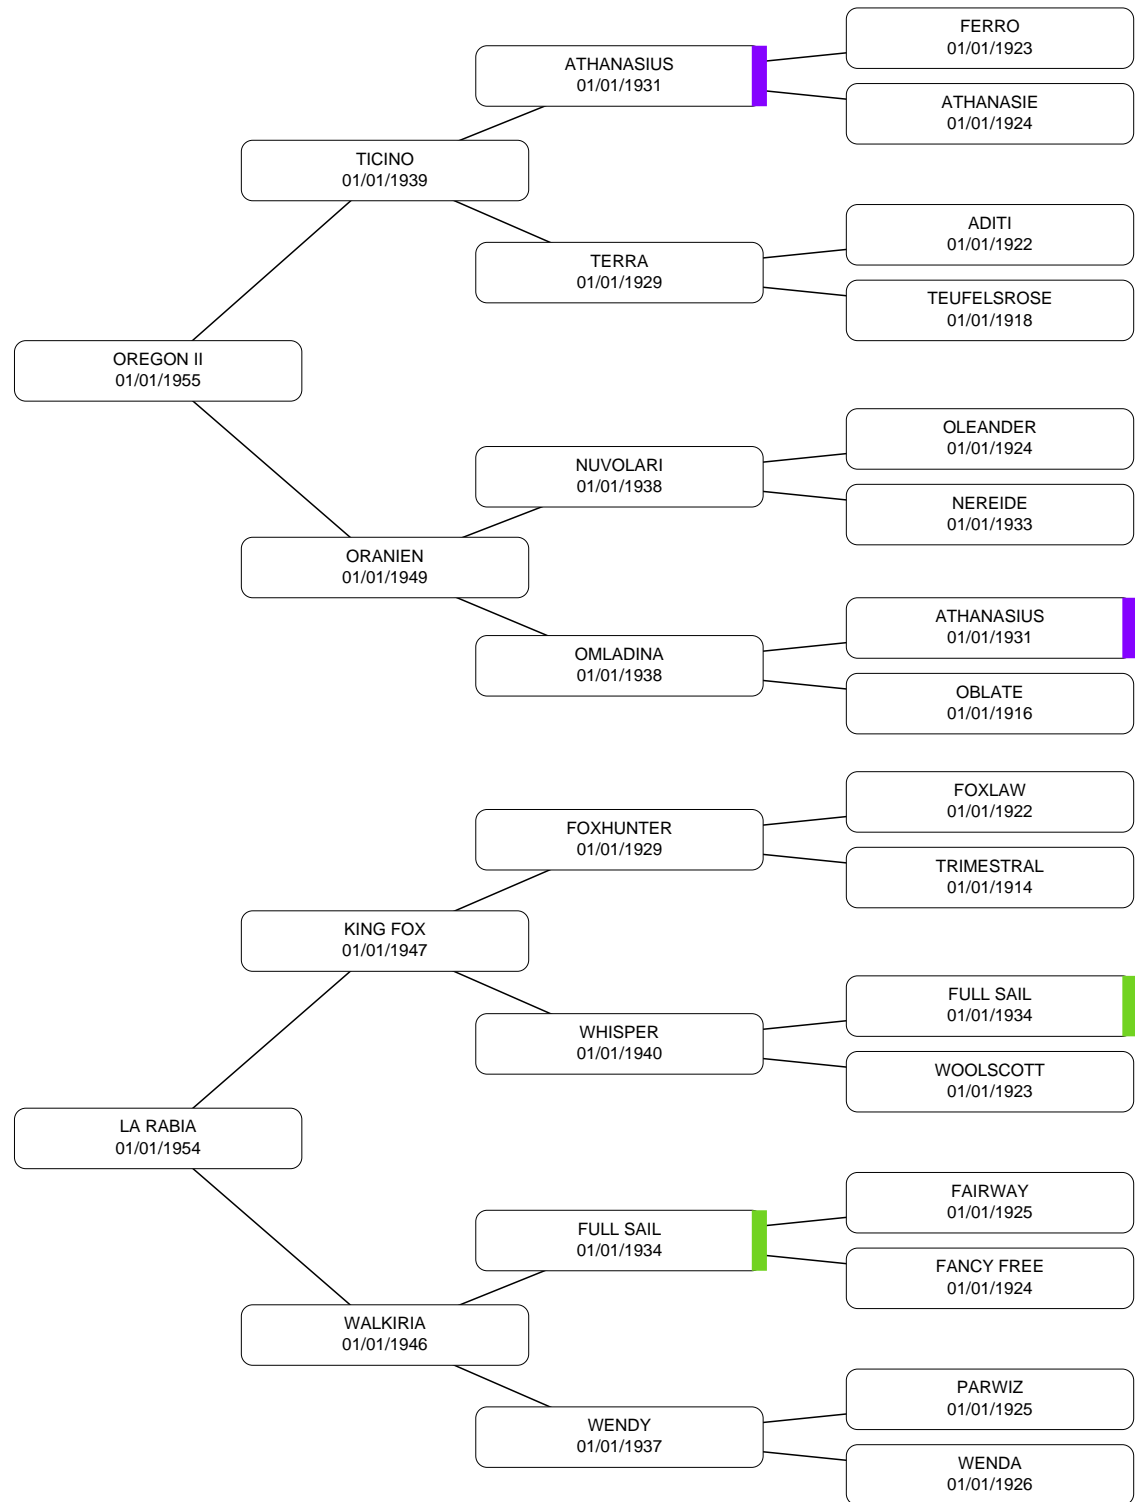 FERRO
01/01/1923
ATHANASIUS
01/01/1931
ATHANASIE
01/01/1924
TICINO
01/01/1939
ADITI
01/01/1922
TERRA
01/01/1929
TEUFELSROSE
01/01/1918
OREGON II
01/01/1955
OLEANDER
01/01/1924
NUVOLARI
01/01/1938
NEREIDE
01/01/1933
ORANIEN
01/01/1949
ATHANASIUS
01/01/1931
OMLADINA
01/01/1938
OBLATE
01/01/1916
FOXLAW
01/01/1922
FOXHUNTER
01/01/1929
TRIMESTRAL
01/01/1914
KING FOX
01/01/1947
FULL SAIL
01/01/1934
WHISPER
01/01/1940
WOOLSCOTT
01/01/1923
LA RABIA
01/01/1954
FAIRWAY
01/01/1925
FULL SAIL
01/01/1934
FANCY FREE
01/01/1924
WALKIRIA
01/01/1946
PARWIZ
01/01/1925
WENDY
01/01/1937
WENDA
01/01/1926